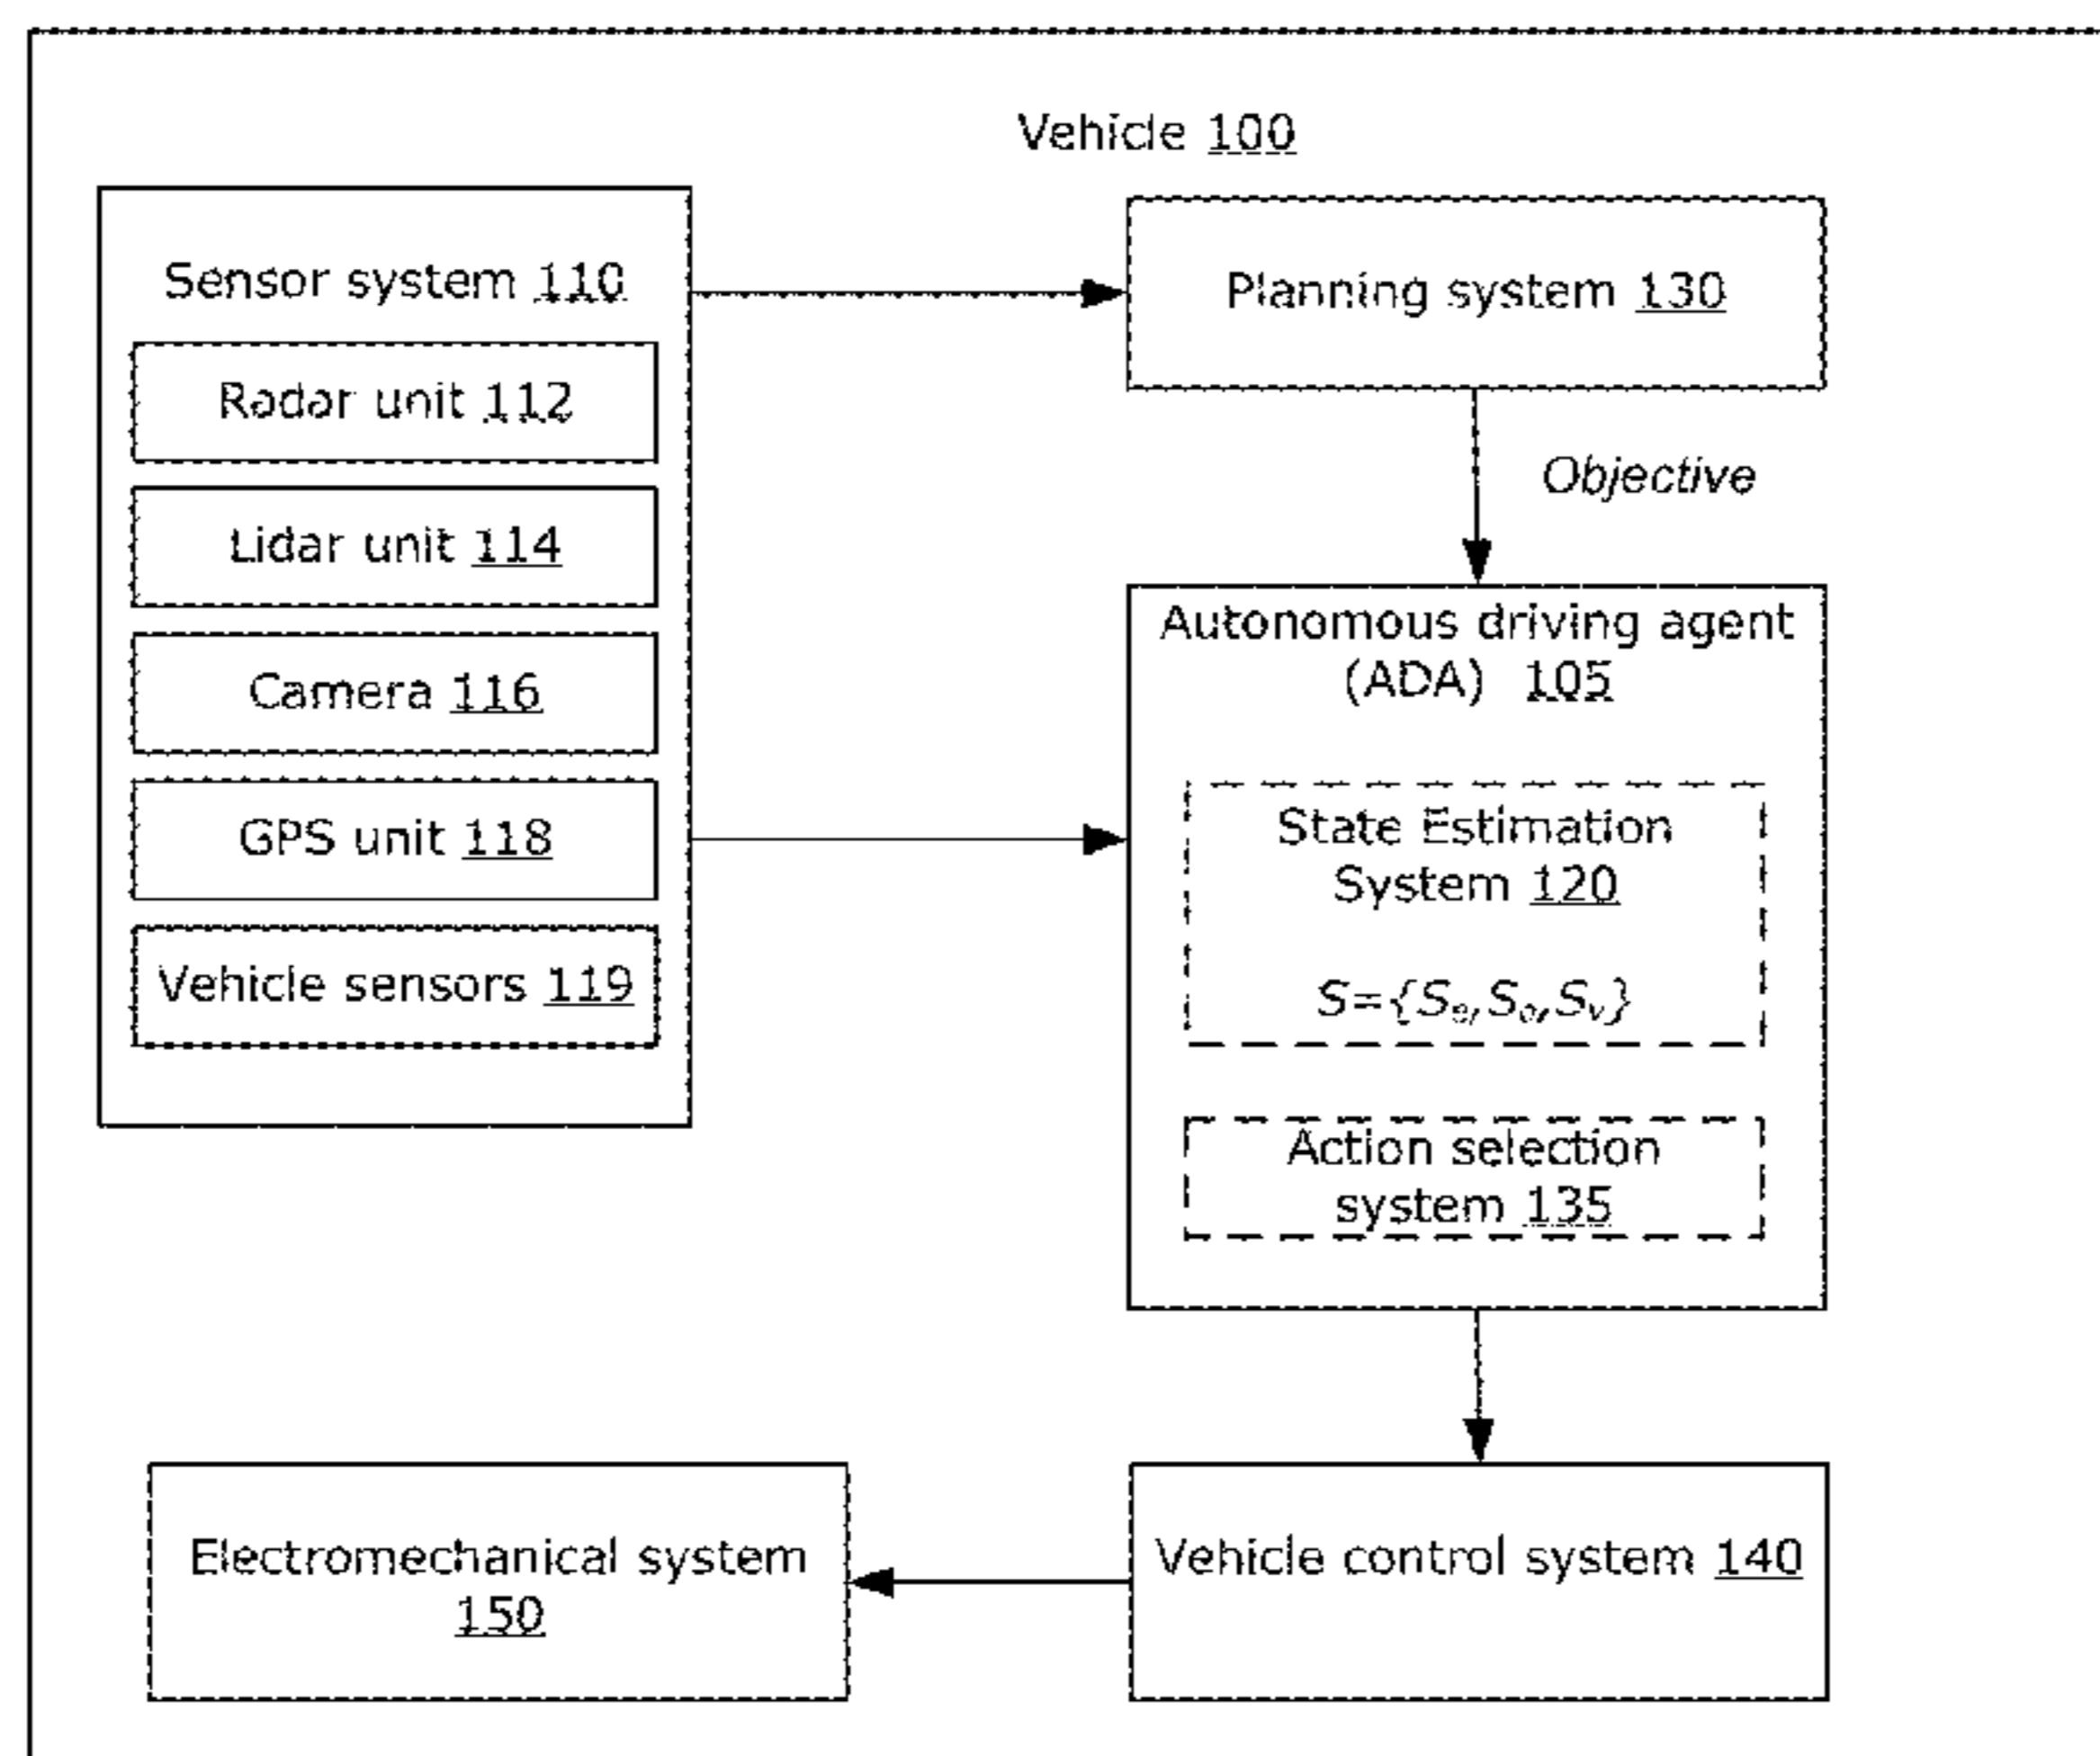 Vehicle 100
Sensor system 110
Radar unit 112
Lidar unit 114
Camera 116
GPS unit 118
Vehicle sensors 119
Planning system 130
Objective
Autonomous driving agent
(ADA) 105
State Estimation
System 120
S={Se,Sa,Sv}
Action selection
system 135
Vehicle control system 140
Electromechanical system
150